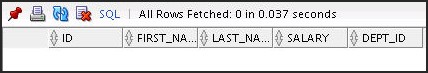 SQL | All Rows Fetched: 0 in 0.037 seconds
ID FIRST_NA... LAST_NA... SALARY DEPT_ID